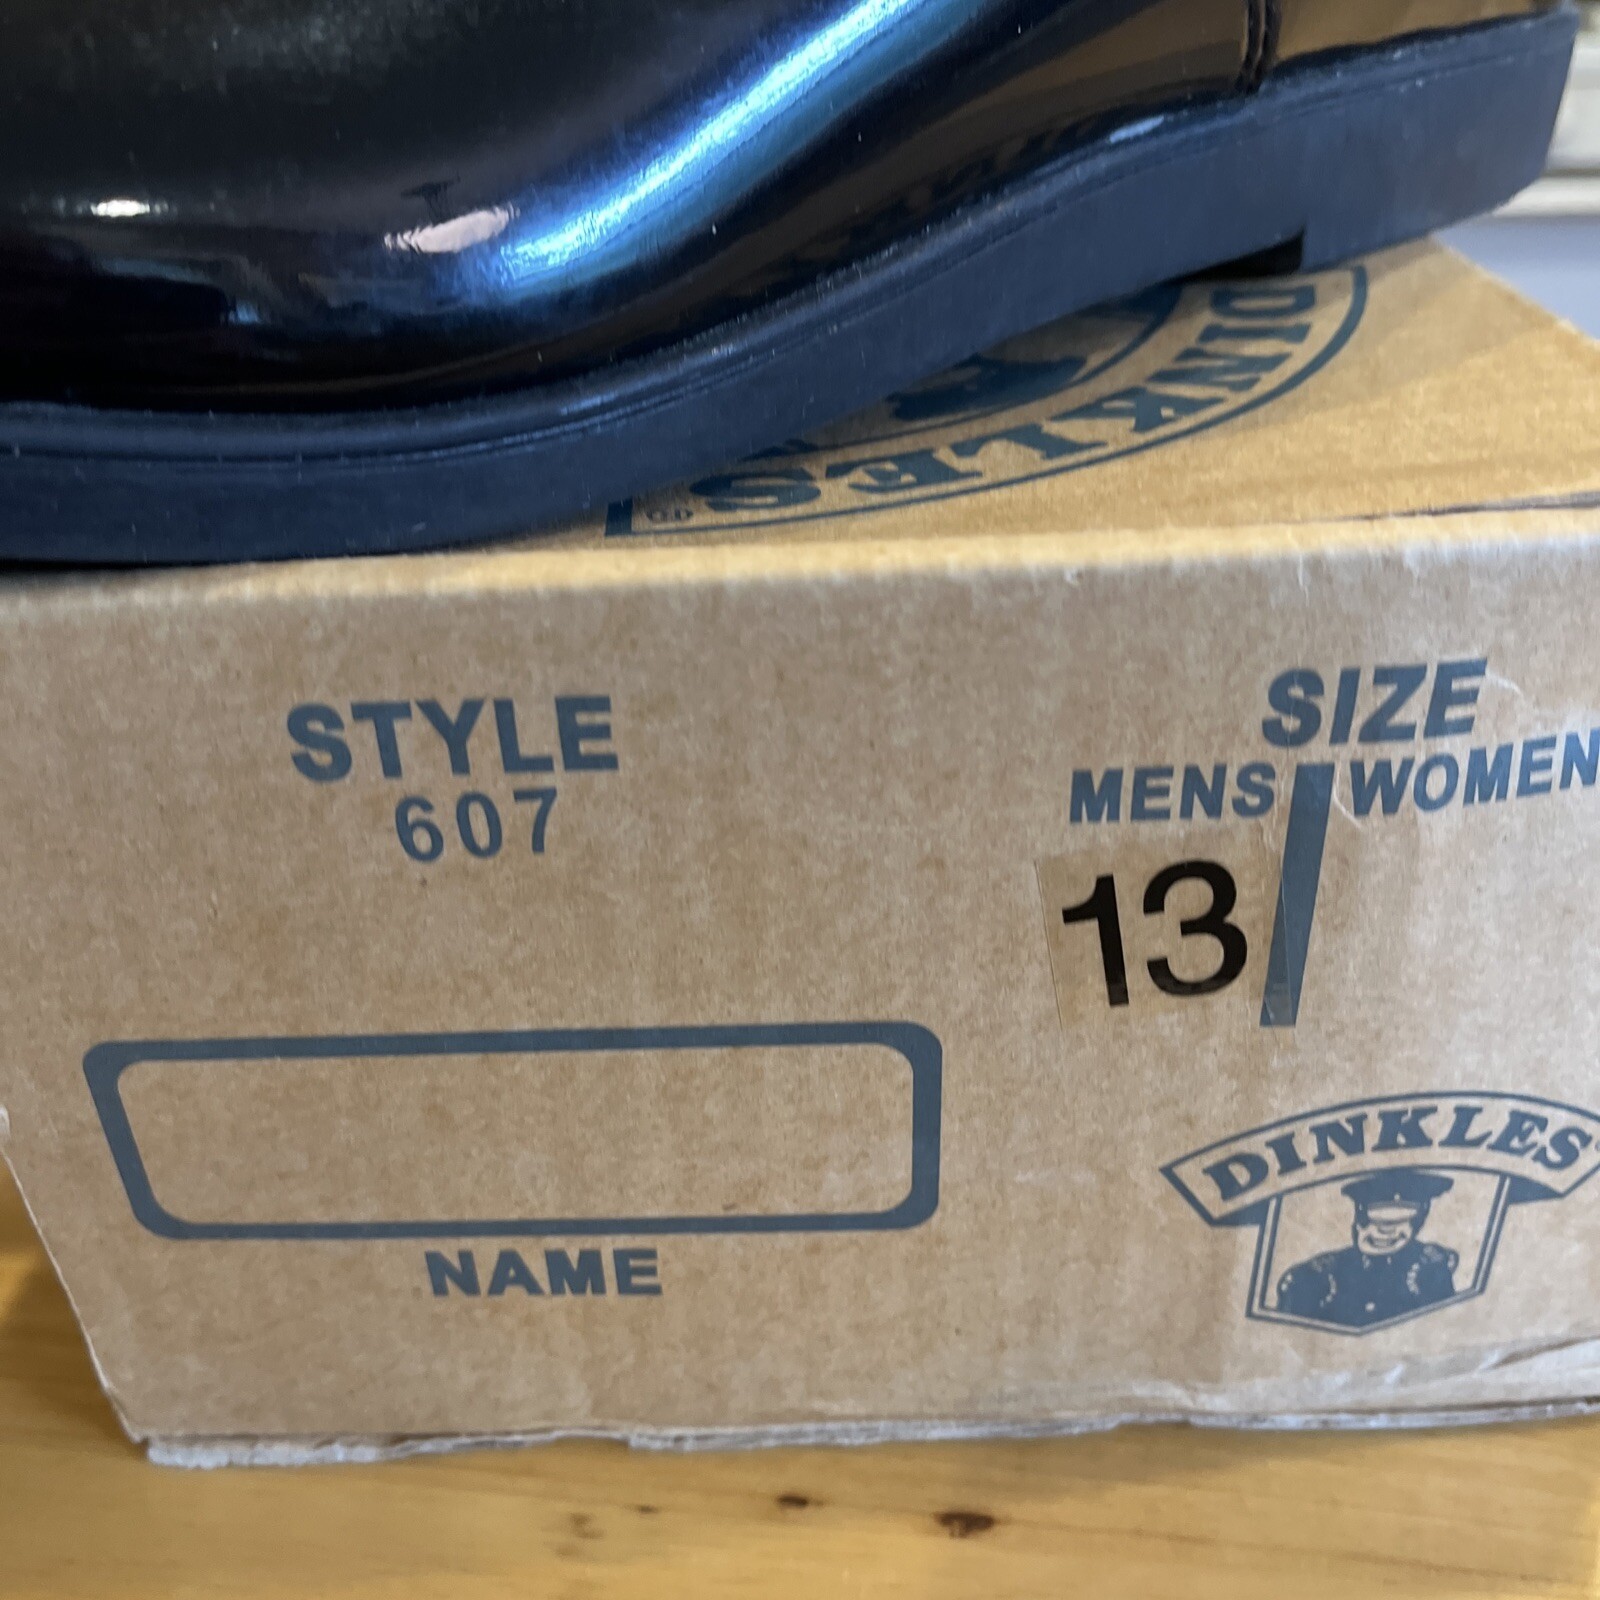 DINKLES®
STYLE
607
SIZE
MENS/WOMEN
13
NAME
DINKLES